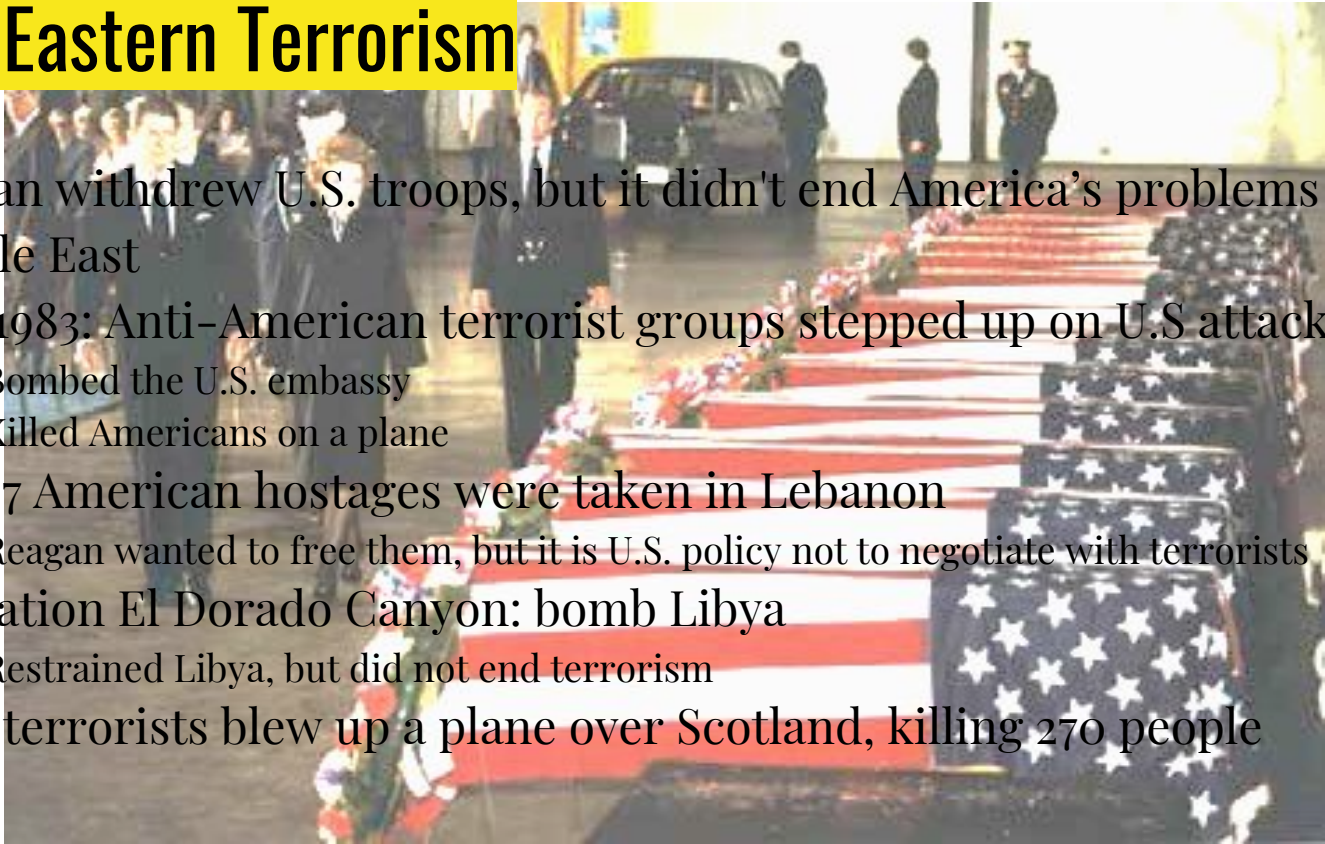 Eastern Terrorism
an withdrew U.S. troops, but it didn't end America’s problems
le East
1983: Anti-American terrorist groups stepped up on U.S attack
Bombed the U.S. embassy
Killed Americans on a plane
7 American hostages were taken in Lebanon
Reagan wanted to free them, but it is U.S. policy not to negotiate with terrorists
ation El Dorado Canyon: bomb Libya
Restrained Libya, but did not end terrorism
terrorists blew up a plane over Scotland, killing 270 people